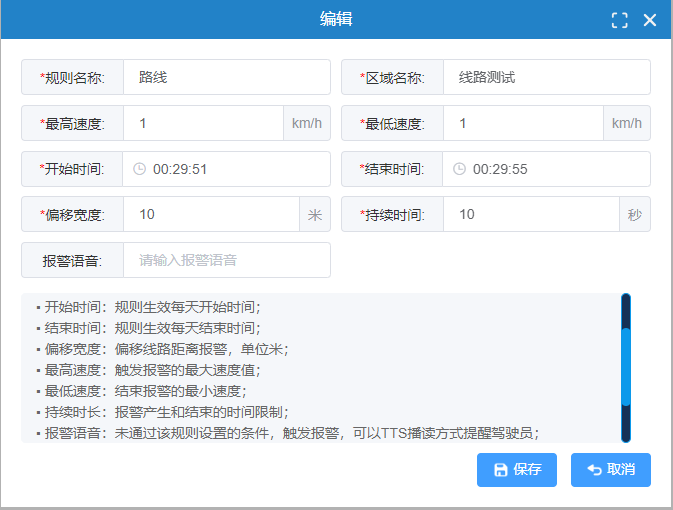 编辑
*规则名称: 路线 *区域名称: 线路测试
*最高速度: 1 km/h *最低速度: 1 km/h
*开始时间: 00:29:51 *结束时间: 00:29:55
*偏移宽度: 10 米 *持续时间: 10 秒
报警语音: 请输入报警语音
▪ 开始时间：规则生效每天开始时间；
▪ 结束时间：规则生效每天结束时间；
▪ 偏移宽度：偏移线路距离报警，单位米；
▪ 最高速度：触发报警的最大速度值；
▪ 最低速度：结束报警的最小速度；
▪ 持续时长：报警产生和结束的时间限制；
▪ 报警语音：未通过该规则设置的条件，触发报警，可以TTS播读方式提醒驾驶员；
保存 取消